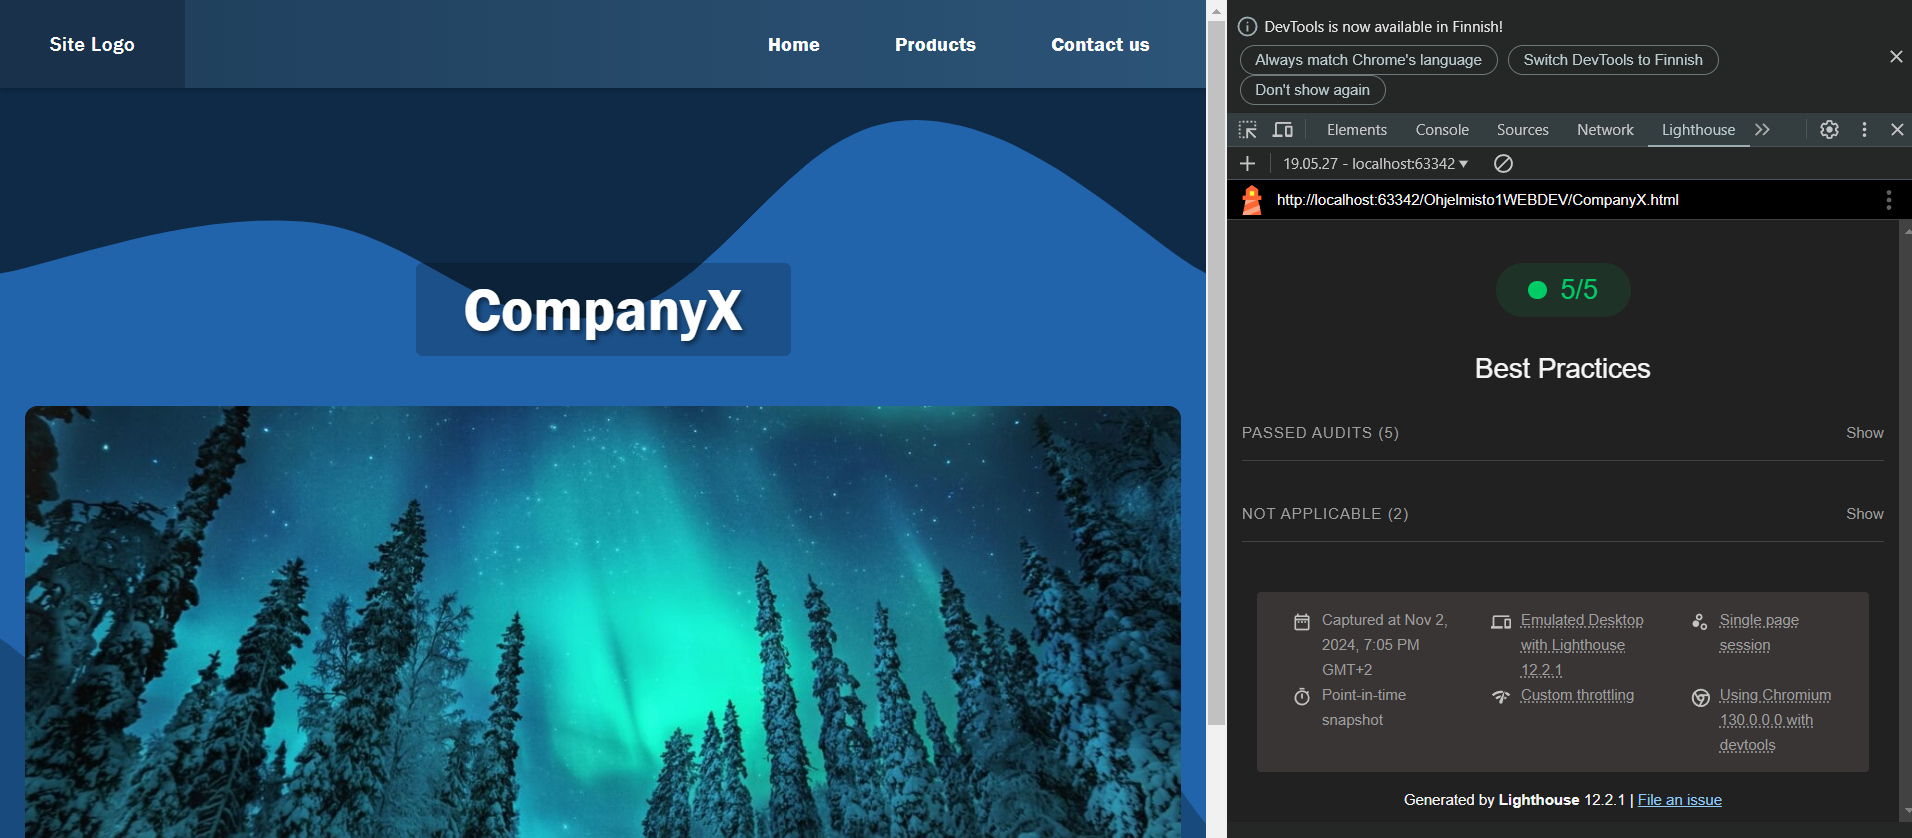 Site Logo
Home
Products
Contact us
CompanyX
DevTools is now available in Finnish!
Always match Chrome's language
Switch DevTools to Finnish
Don't show again
Elements
Console
Sources
Network
Lighthouse
19.05.27 - localhost:63342
http://localhost:63342/Ohjelmisto1WEBDEV/CompanyX.html
5/5
Best Practices
PASSED AUDITS (5)
Show
NOT APPLICABLE (2)
Show
Captured at Nov 2,
2024, 7:05 PM
GMT+2
Emulated Desktop
with Lighthouse
12.2.1
Single page
session
Point-in-time
snapshot
Custom throttling
Using Chromium
130.0.0.0 with
devtools
Generated by Lighthouse 12.2.1 | File an issue